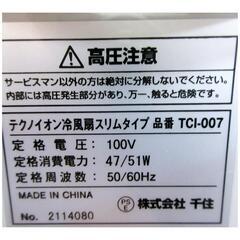 ⚠高圧注意
サービスマン以外の方は絶対に分解しないでください。
内部には高圧発生部分が有り、万一、触ると危険です。
テクノイオン冷風扇スリムタイプ 品番 TCI-007
定格電圧： 100V
定格消費電力： 47/51W
定格周波数： 50/60Hz
MADE IN CHINA
PSE 株式会社 千住
No. 2114080